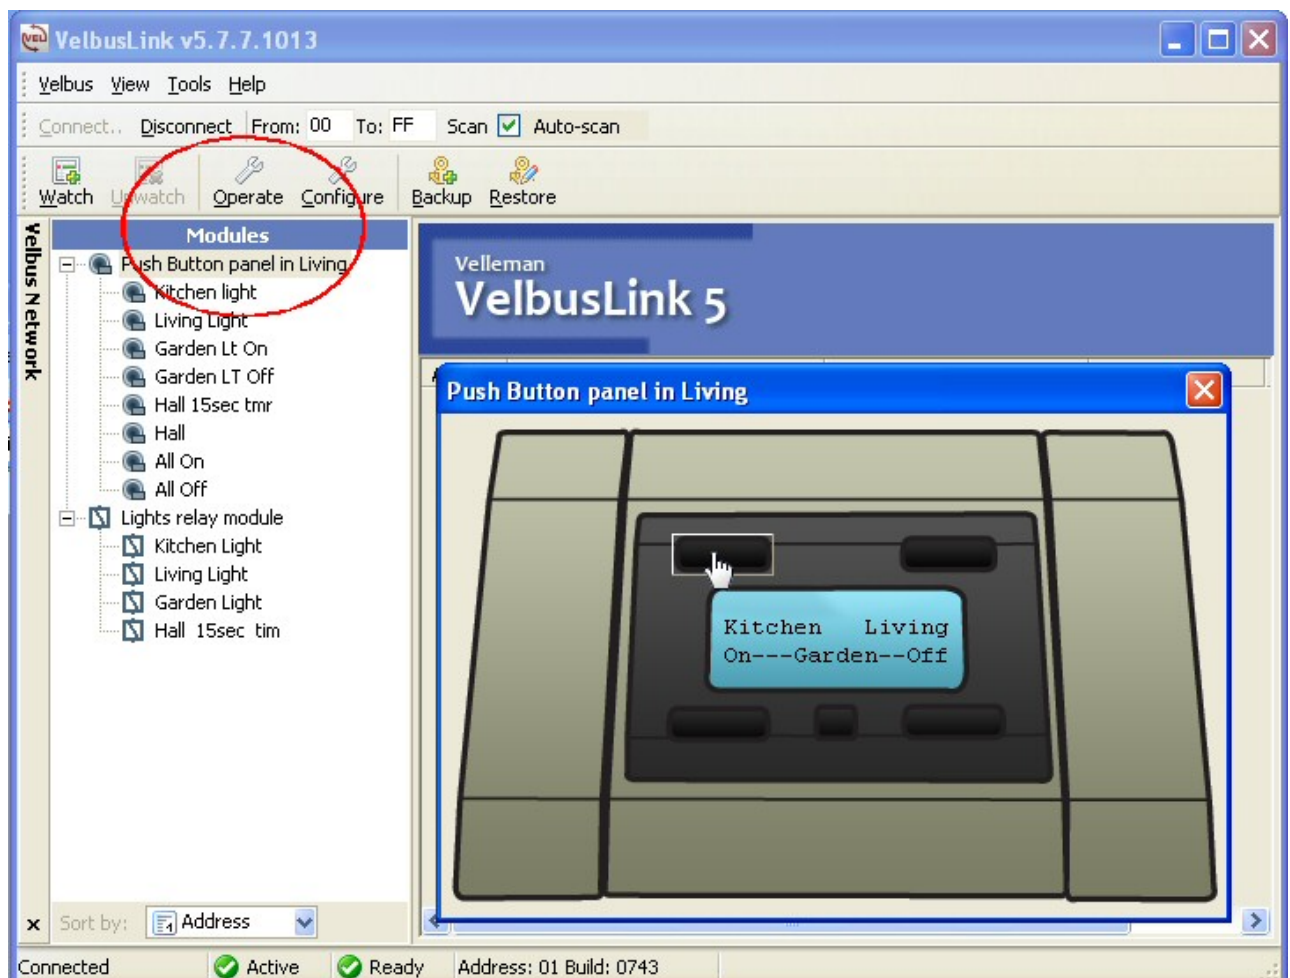 VEL
VelbusLink v5.7.7.1013
Velbus View Tools Help
Connect.. Disconnect From: 00 To: FF Scan Auto-scan
Watch Unwatch Operate Configure Backup Restore
Velbus Network
Modules
Push Button panel in Living
Kitchen light
Living Light
Garden Lt On
Garden LT Off
Hall 15sec tmr
Hall
All On
All Off
Lights relay module
Kitchen Light
Living Light
Garden Light
Hall 15sec tim
Velleman
VelbusLink 5
Push Button panel in Living
Kitchen Living
On---Garden--Off
x Sort by: Address
Connected Active Ready Address: 01 Build: 0743